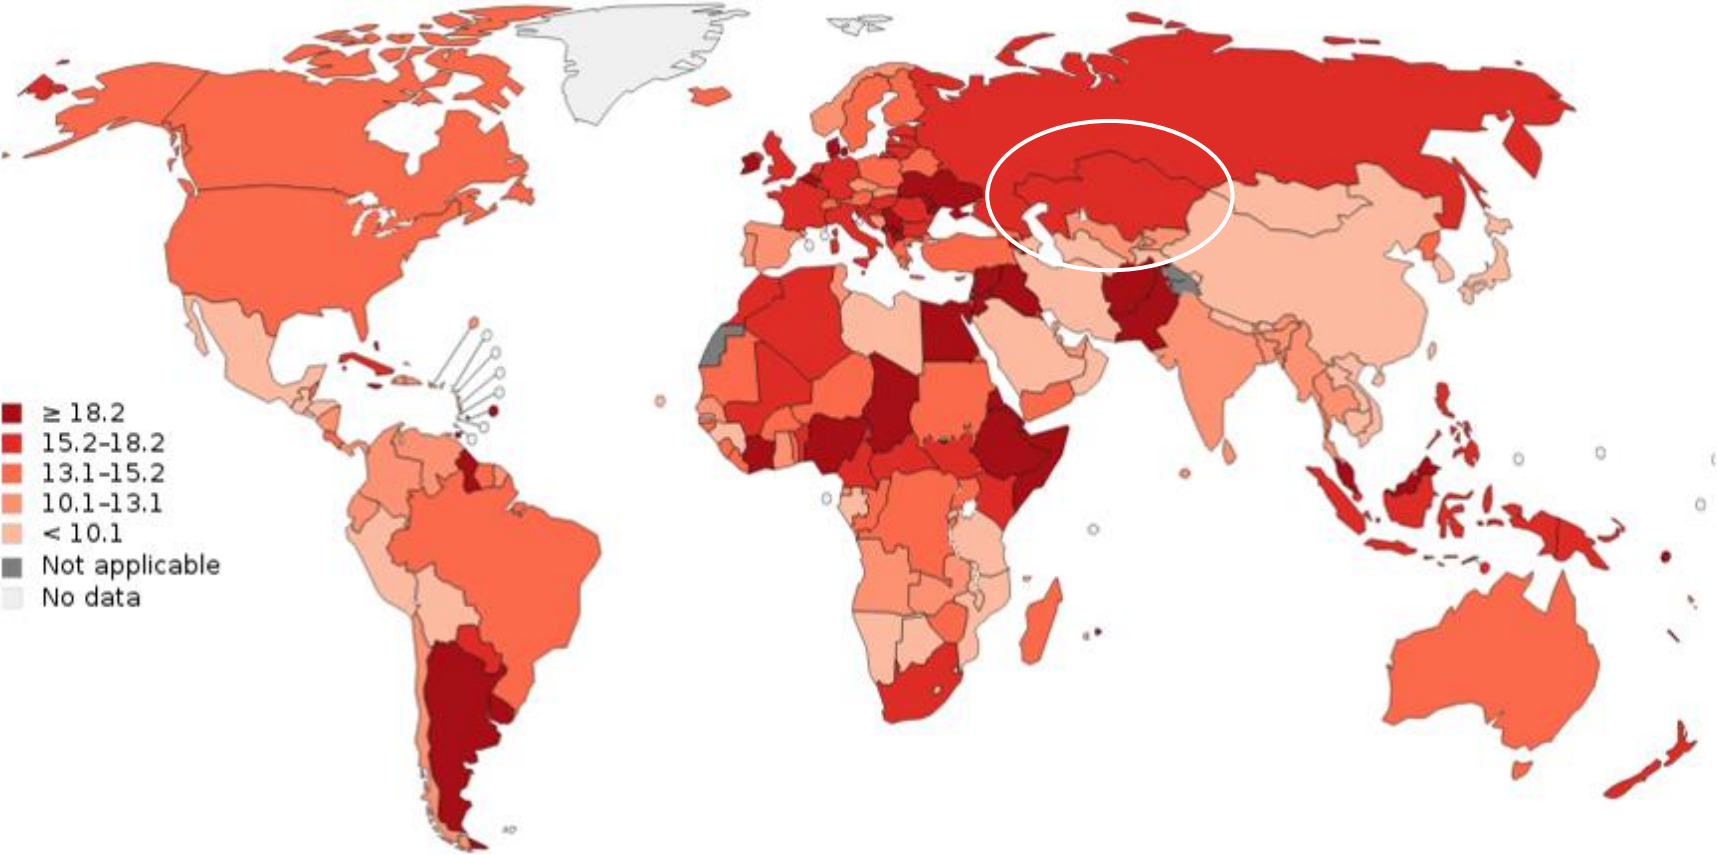 ≥ 18.2
15.2–18.2
13.1–15.2
10.1–13.1
< 10.1
Not applicable
No data